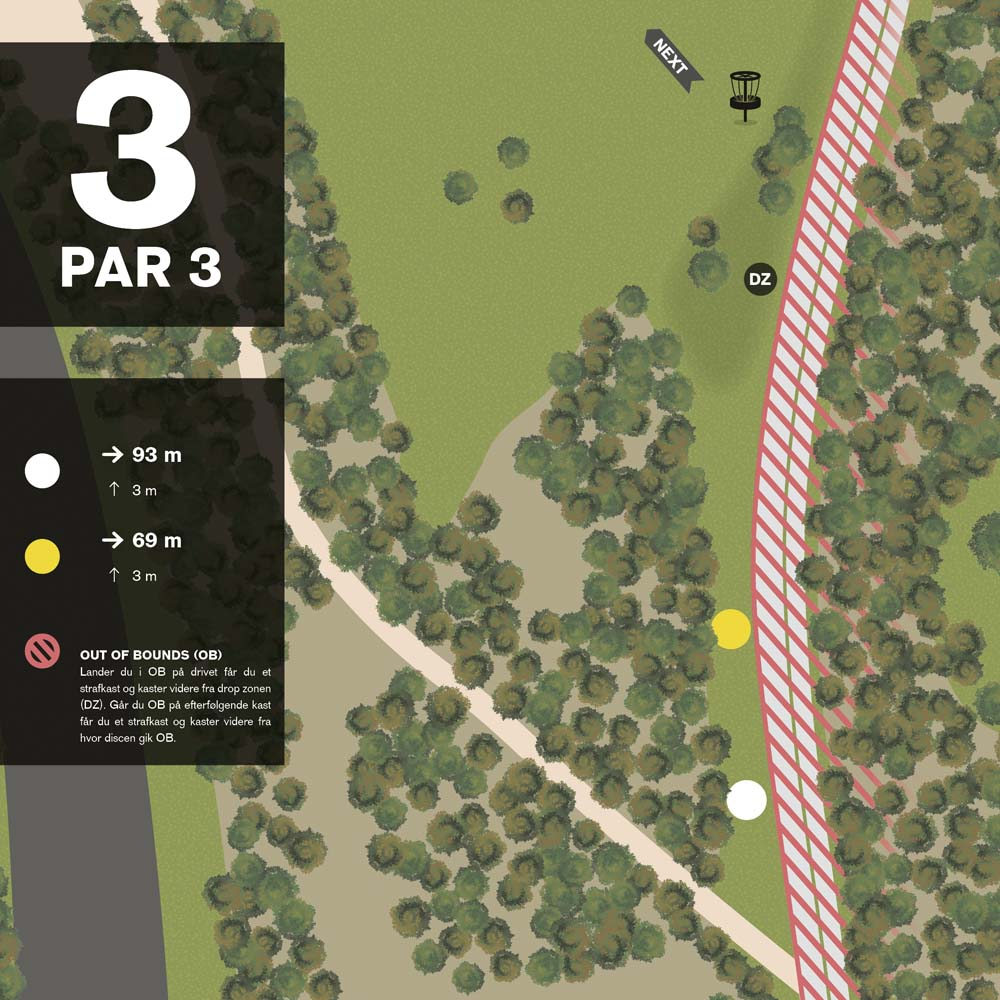 3
PAR 3
→ 93 m
↑ 3 m
→ 69 m
↑ 3 m
OUT OF BOUNDS (OB)
Lander du i OB på drivet får du et
strafkast og kaster videre fra drop zonen
(DZ). Går du OB på efterfølgende kast
får du et strafkast og kaster videre fra
hvor discen gik OB.
NEXT
DZ